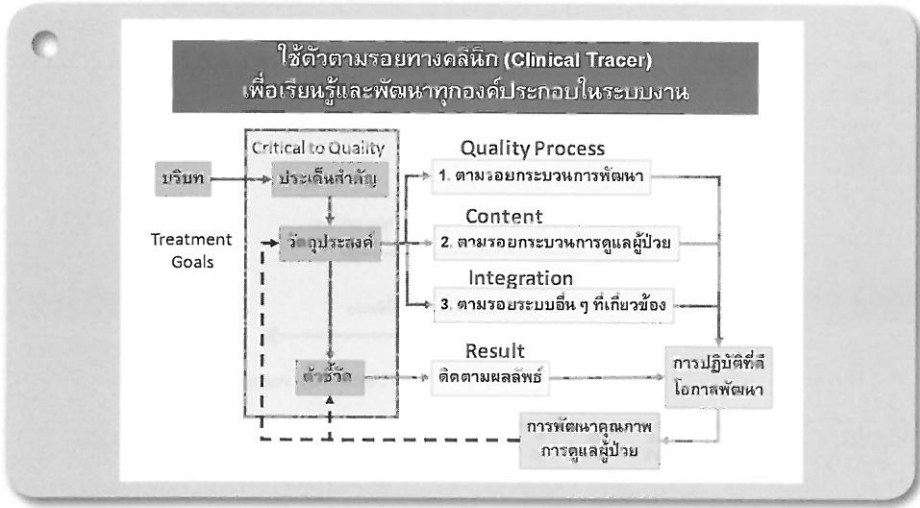 ใช้ตัวตามรอยทางคลินิก (Clinical Tracer)
เพื่อเรียนรู้และพัฒนาทุกองค์ประกอบในระบบงาน
Critical to Quality
บริบท
ประเด็นสำคัญ
Treatment
Goals
วัตถุประสงค์
ตัวชี้วัด
Quality Process
1. ตามรอยกระบวนการพัฒนา
Content
2. ตามรอยกระบวนการดูแลผู้ป่วย
Integration
3. ตามรอยระบบอื่น ๆ ที่เกี่ยวข้อง
Result
ติดตามผลลัพธ์
การปฏิบัติที่ดี
โอกาสพัฒนา
การพัฒนาคุณภาพ
การดูแลผู้ป่วย